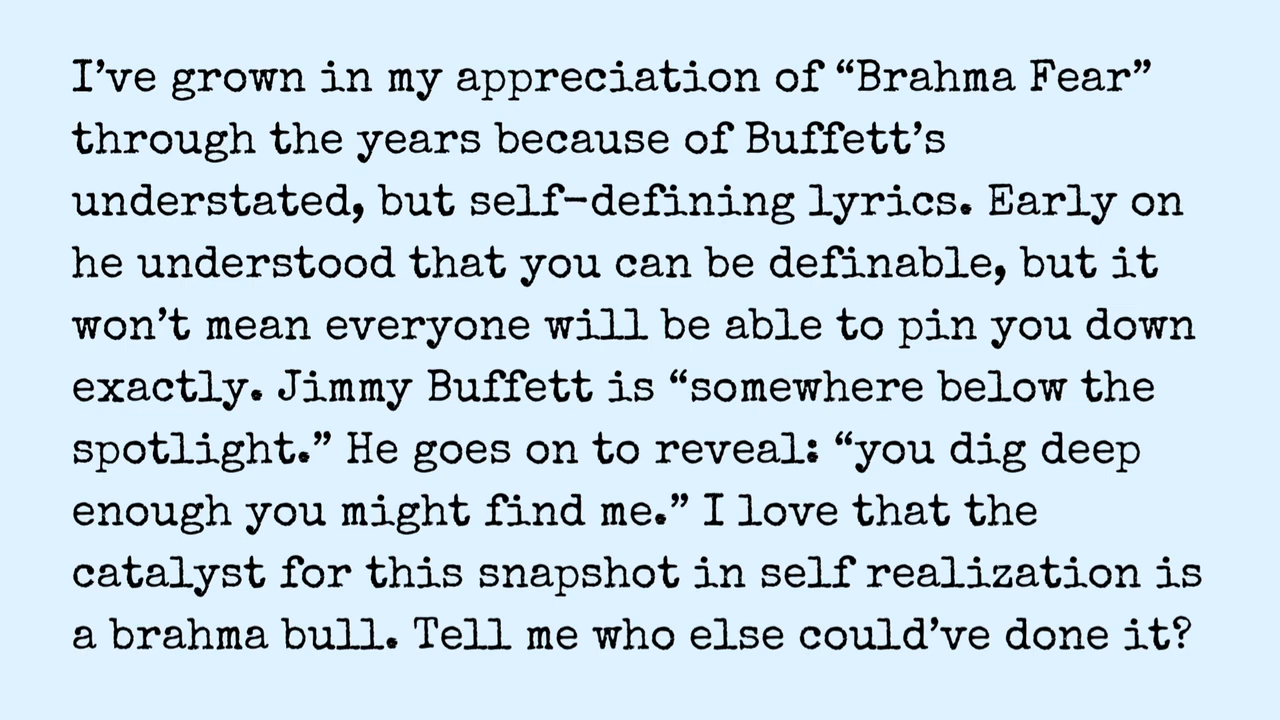 I’ve grown in my appreciation of “Brahma Fear”
through the years because of Buffett’s
understated, but self-defining lyrics. Early on
he understood that you can be definable, but it
won’t mean everyone will be able to pin you down
exactly. Jimmy Buffett is “somewhere below the
spotlight.” He goes on to reveal: “you dig deep
enough you might find me.” I love that the
catalyst for this snapshot in self realization is
a brahma bull. Tell me who else could’ve done it?